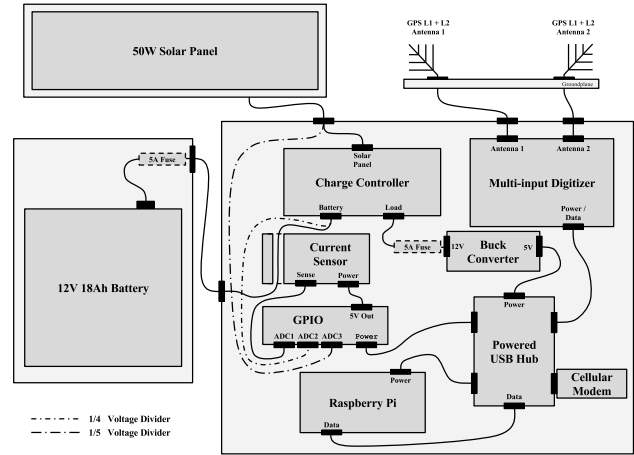 50W Solar Panel
GPS L1 + L2
Antenna 1
GPS L1 + L2
Antenna 2
Groundplane
5A Fuse
12V 18Ah Battery
Solar
Panel
Charge Controller
Battery
Load
Antenna 1
Antenna 2
Multi-input Digitizer
Power /
Data
5A Fuse
12V
5V
Buck
Converter
Current
Sensor
Sense
Power
5V Out
GPIO
ADC1
ADC2
ADC3
Power
Power
Powered
USB Hub
Data
Cellular
Modem
Power
Raspberry Pi
Data
1/4 Voltage Divider
1/5 Voltage Divider